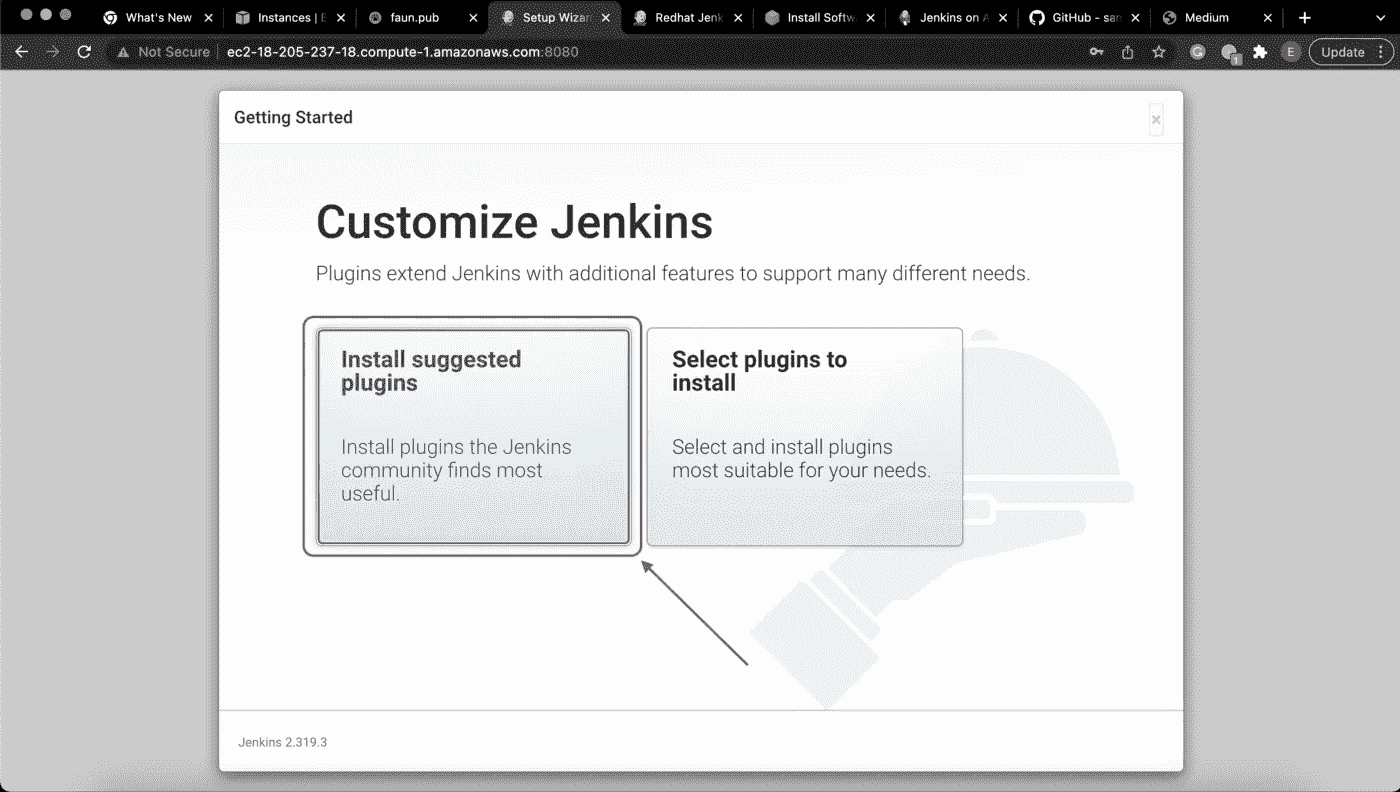 What's New
Instances | E
faun.pub
Setup Wizar
Redhat Jenk
Install Softw
Jenkins on A
GitHub - san
Medium
Not Secure | ec2-18-205-237-18.compute-1.amazonaws.com:8080
1
E
Update
Getting Started
Customize Jenkins
Plugins extend Jenkins with additional features to support many different needs.
Install suggested
plugins
Install plugins the Jenkins
community finds most
useful.
Select plugins to
install
Select and install plugins
most suitable for your needs.
Jenkins 2.319.3